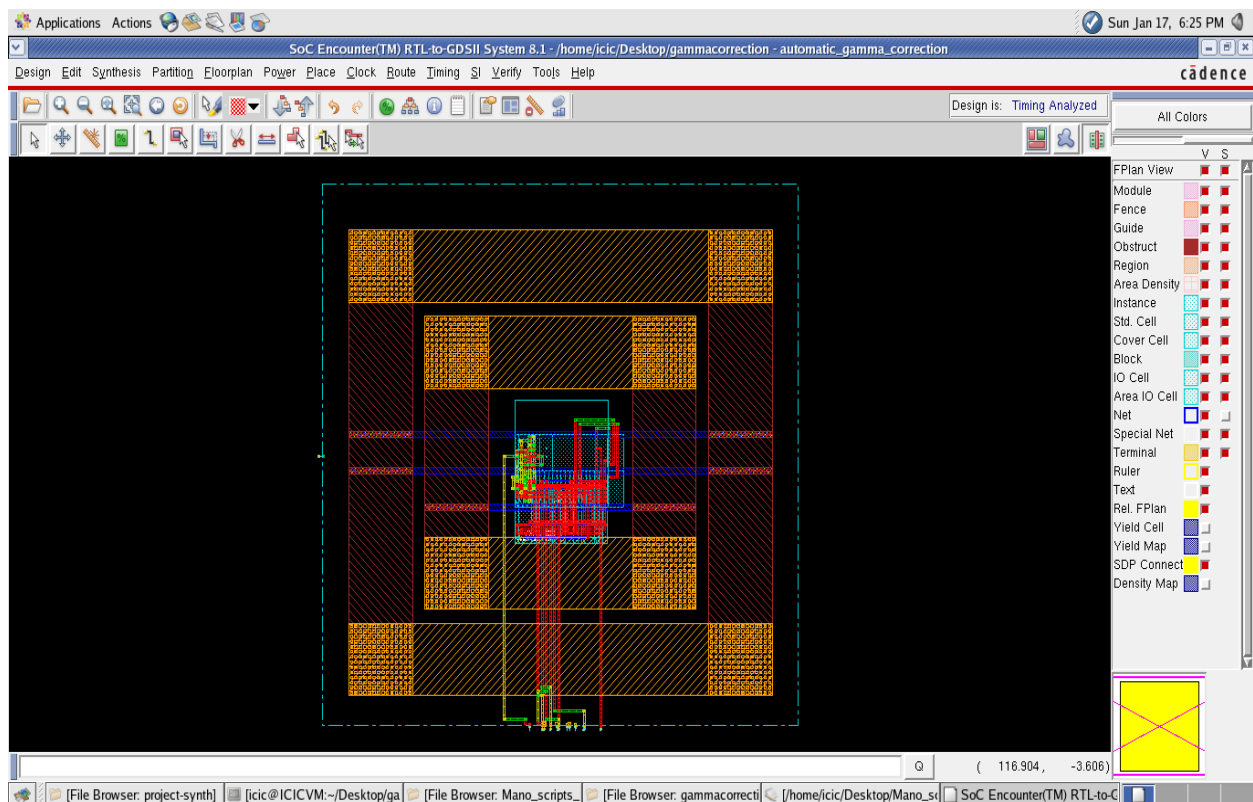 Applications Actions Sun Jan 17, 6:25 PM
SoC Encounter(TM) RTL-to-GDSII System 8.1 - /home/icic/Desktop/gammacorrection - automatic_gamma_correction
Design Edit Synthesis Partition Floorplan Power Place Clock Route Timing SI Verify Tools Help cādence
Design is: Timing Analyzed
All Colors
V S
FPlan View
Module
Fence
Guide
Obstruct
Region
Area Density
Instance
Std. Cell
Cover Cell
Block
IO Cell
Area IO Cell
Net
Special Net
Terminal
Ruler
Text
Rel. FPlan
Yield Cell
Yield Map
SDP Connect
Density Map
Q ( 116.904 , -3.606)
[File Browser: project-synth] [icic@ICICVM:~/Desktop/ga [File Browser: Mano_scripts_ [File Browser: gammacorrecti [/home/icic/Desktop/Mano_sc SoC Encounter(TM) RTL-to-G